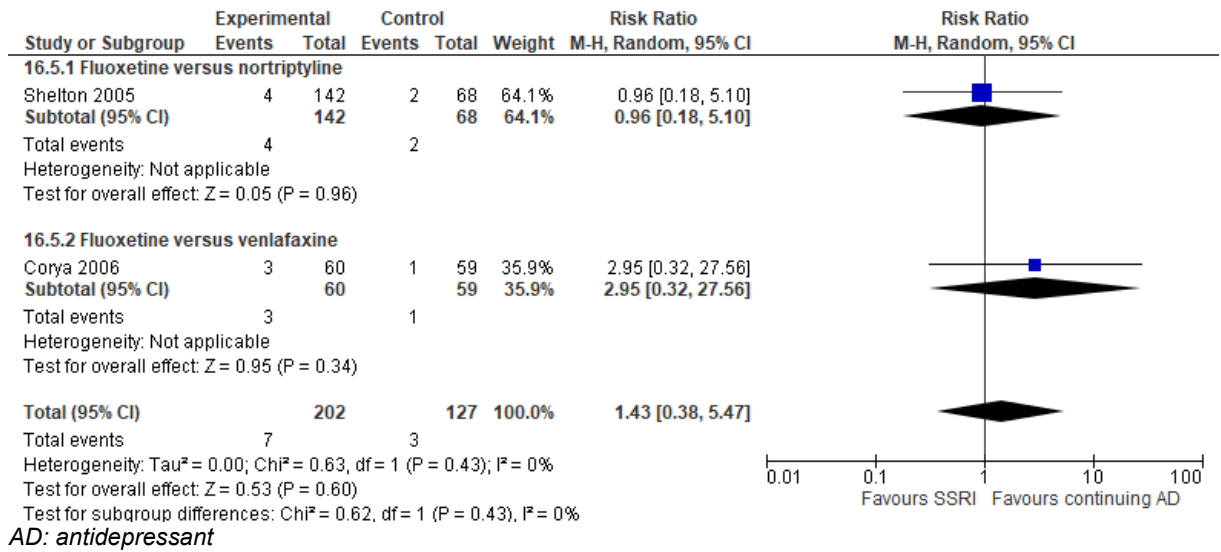 Experimental Control Risk Ratio Risk Ratio
Study or Subgroup Events Total Events Total Weight M-H, Random, 95% CI M-H, Random, 95% CI
16.5.1 Fluoxetine versus nortriptyline
Shelton 2005 4 142 2 68 64.1% 0.96 [0.18, 5.10]
Subtotal (95% CI) 142 68 64.1% 0.96 [0.18, 5.10]
Total events 4 2
Heterogeneity: Not applicable
Test for overall effect: Z = 0.05 (P = 0.96)
16.5.2 Fluoxetine versus venlafaxine
Corya 2006 3 60 1 59 35.9% 2.95 [0.32, 27.56]
Subtotal (95% CI) 60 59 35.9% 2.95 [0.32, 27.56]
Total events 3 1
Heterogeneity: Not applicable
Test for overall effect: Z = 0.95 (P = 0.34)
Total (95% CI) 202 127 100.0% 1.43 [0.38, 5.47]
Total events 7 3
Heterogeneity: Tau² = 0.00; Chi² = 0.63, df = 1 (P = 0.43); I² = 0%
Test for overall effect: Z = 0.53 (P = 0.60)
Test for subgroup differences: Chi² = 0.62, df = 1 (P = 0.43), I² = 0%
0.01 0.1 1 10 100
Favours SSRI Favours continuing AD
AD: antidepressant